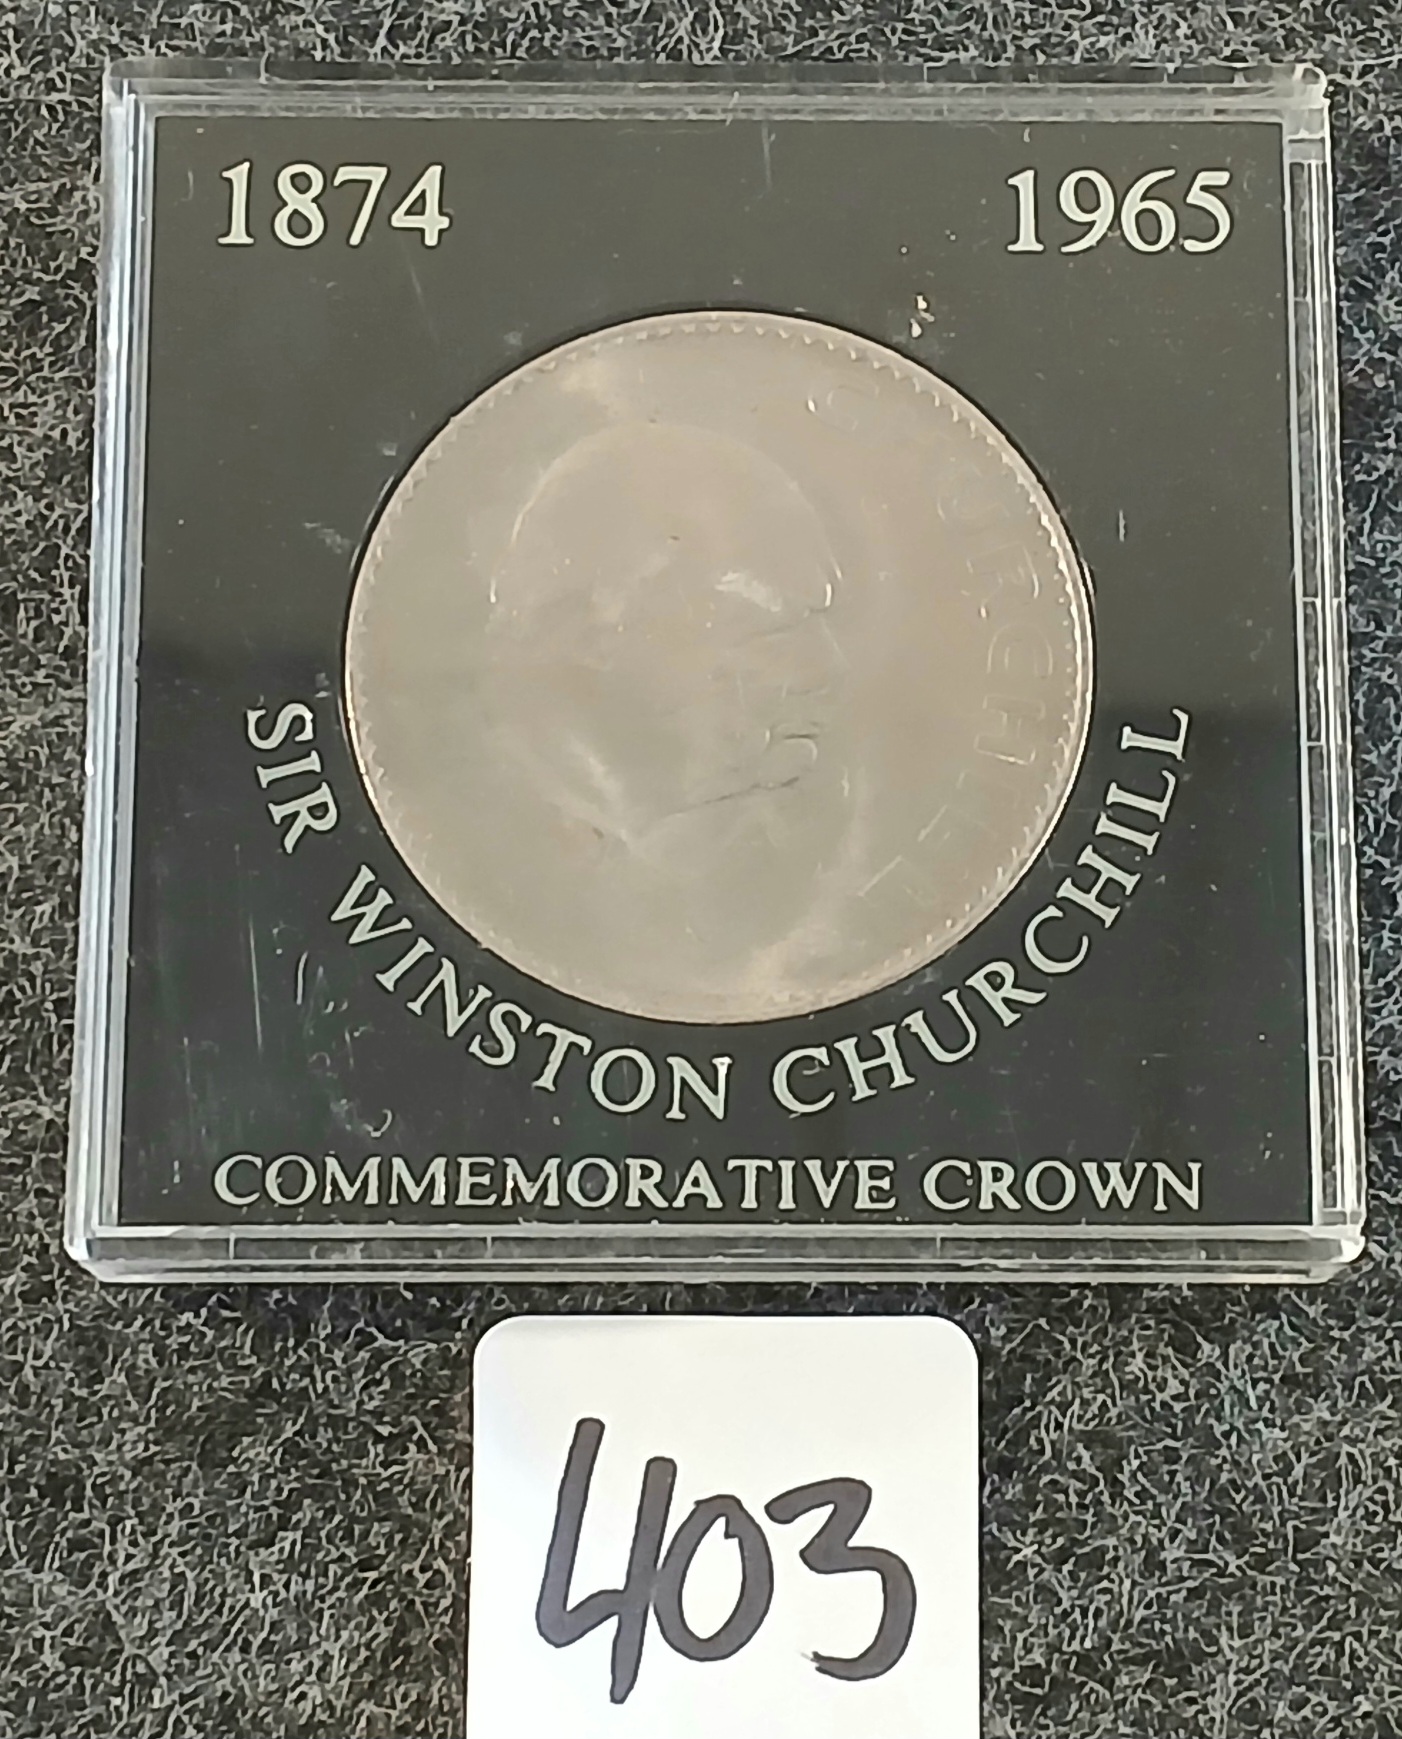 1874 1965
CHURCHILL
SIR WINSTON CHURCHILL
COMMEMORATIVE CROWN
403